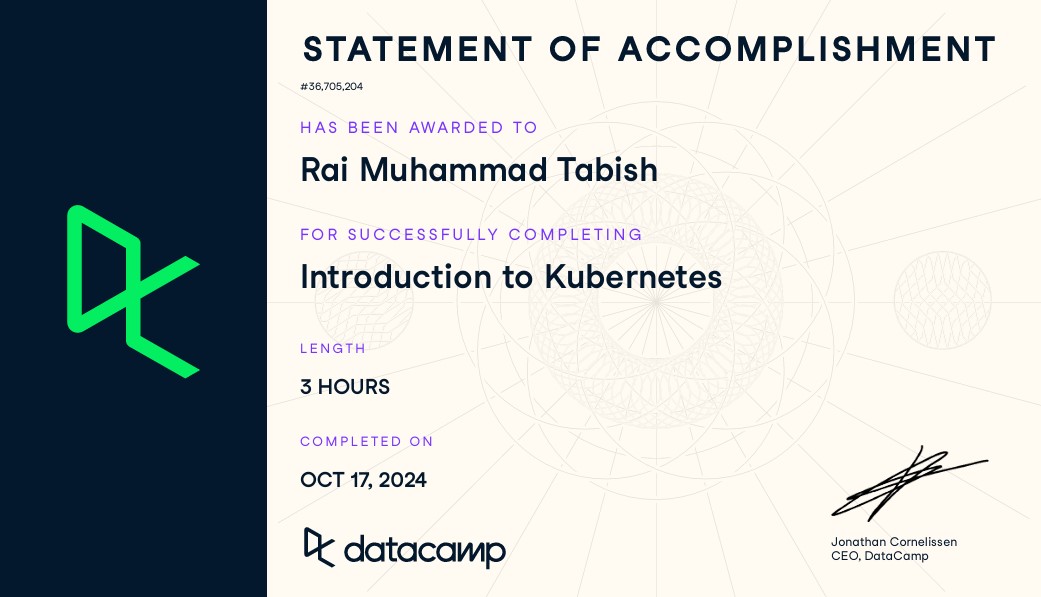 STATEMENT OF ACCOMPLISHMENT
#36,705,204
HAS BEEN AWARDED TO
Rai Muhammad Tabish
FOR SUCCESSFULLY COMPLETING
Introduction to Kubernetes
LENGTH
3 HOURS
COMPLETED ON
OCT 17, 2024
datacamp
Jonathan Cornelissen
CEO, DataCamp